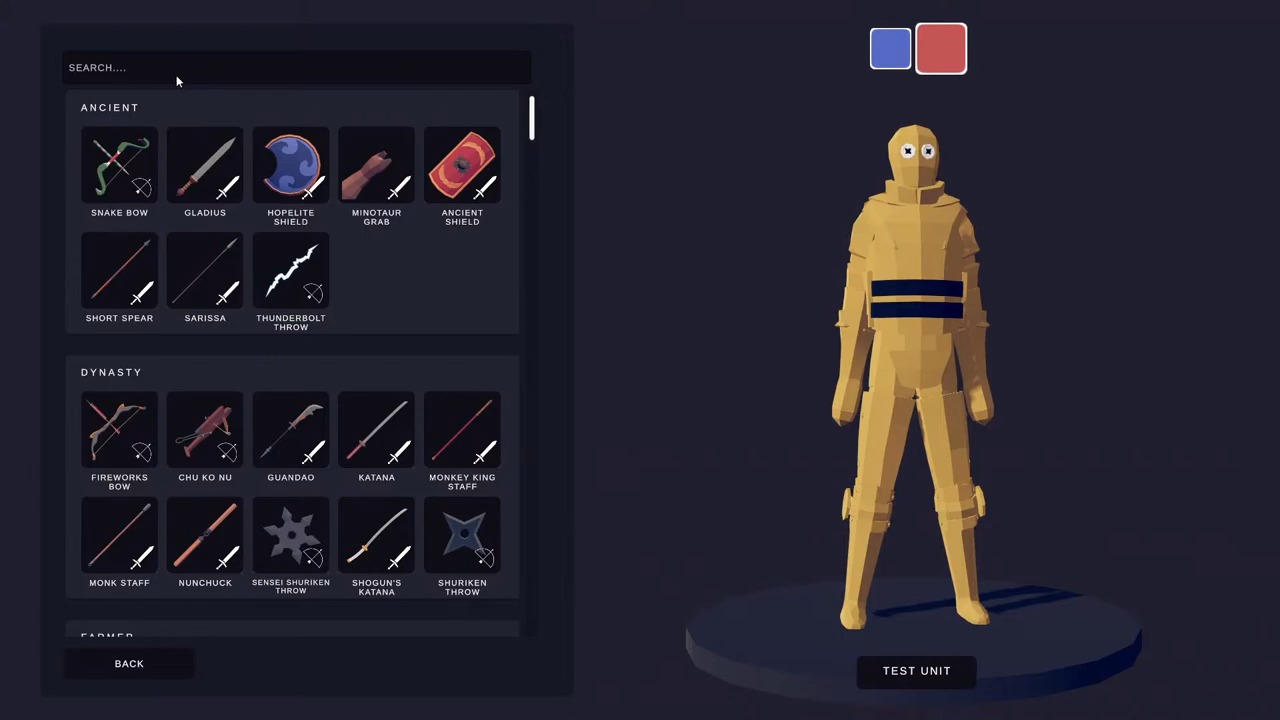 SEARCH....
ANCIENT
SNAKE BOW
GLADIUS
HOPELITE
SHIELD
MINOTAUR
GRAB
ANCIENT
SHIELD
SHORT SPEAR
SARISSA
THUNDERBOLT
THROW
DYNASTY
FIREWORKS
BOW
CHU KO NU
GUANDAO
KATANA
MONKEY KING
STAFF
MONK STAFF
NUNCHUCK
SENSEI SHURIKEN
THROW
SHOGUN'S
KATANA
SHURIKEN
THROW
FARMER
BACK
TEST UNIT